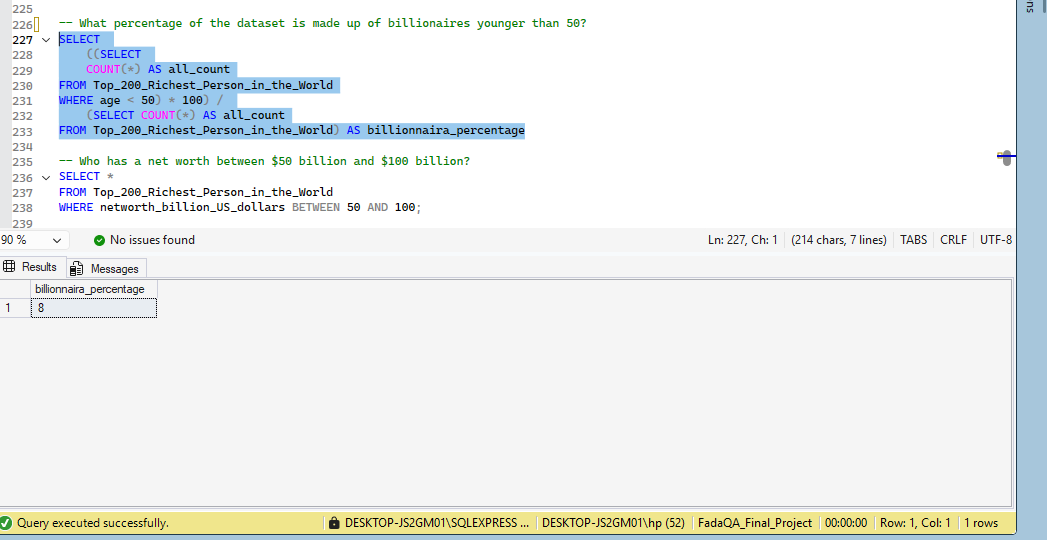 225
226 -- What percentage of the dataset is made up of billionaires younger than 50?
227 SELECT
228 ((SELECT
229 COUNT(*) AS all_count
230 FROM Top_200_Richest_Person_in_the_World
231 WHERE age < 50) * 100) /
232 (SELECT COUNT(*) AS all_count
233 FROM Top_200_Richest_Person_in_the_World) AS billionnaira_percentage
234
235 -- Who has a net worth between $50 billion and $100 billion?
236 SELECT *
237 FROM Top_200_Richest_Person_in_the_World
238 WHERE networth_billion_US_dollars BETWEEN 50 AND 100;
239
90 % No issues found Ln: 227, Ch: 1 (214 chars, 7 lines) TABS CRLF UTF-8
Results Messages
billionnaira_percentage
1 8
Query executed successfully. DESKTOP-JS2GM01\SQLEXPRESS ... DESKTOP-JS2GM01\hp (52) FadaQA_Final_Project 00:00:00 Row: 1, Col: 1 1 rows